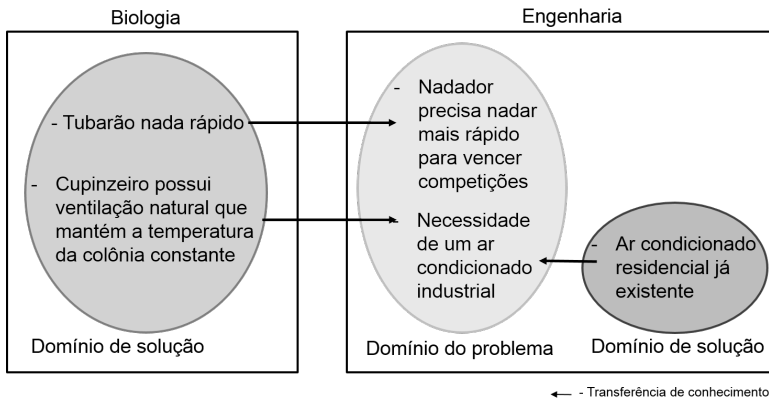 Biologia
Engenharia
- Tubarão nada rápido
- Cupinzeiro possui
ventilação natural que
mantém a temperatura
da colônia constante
Domínio de solução
- Nadador
precisa nadar
mais rápido
para vencer
competições
- Necessidade
de um ar
condicionado
industrial
Domínio do problema
- Ar condicionado
residencial já
existente
Domínio de solução
- Transferência de conhecimento